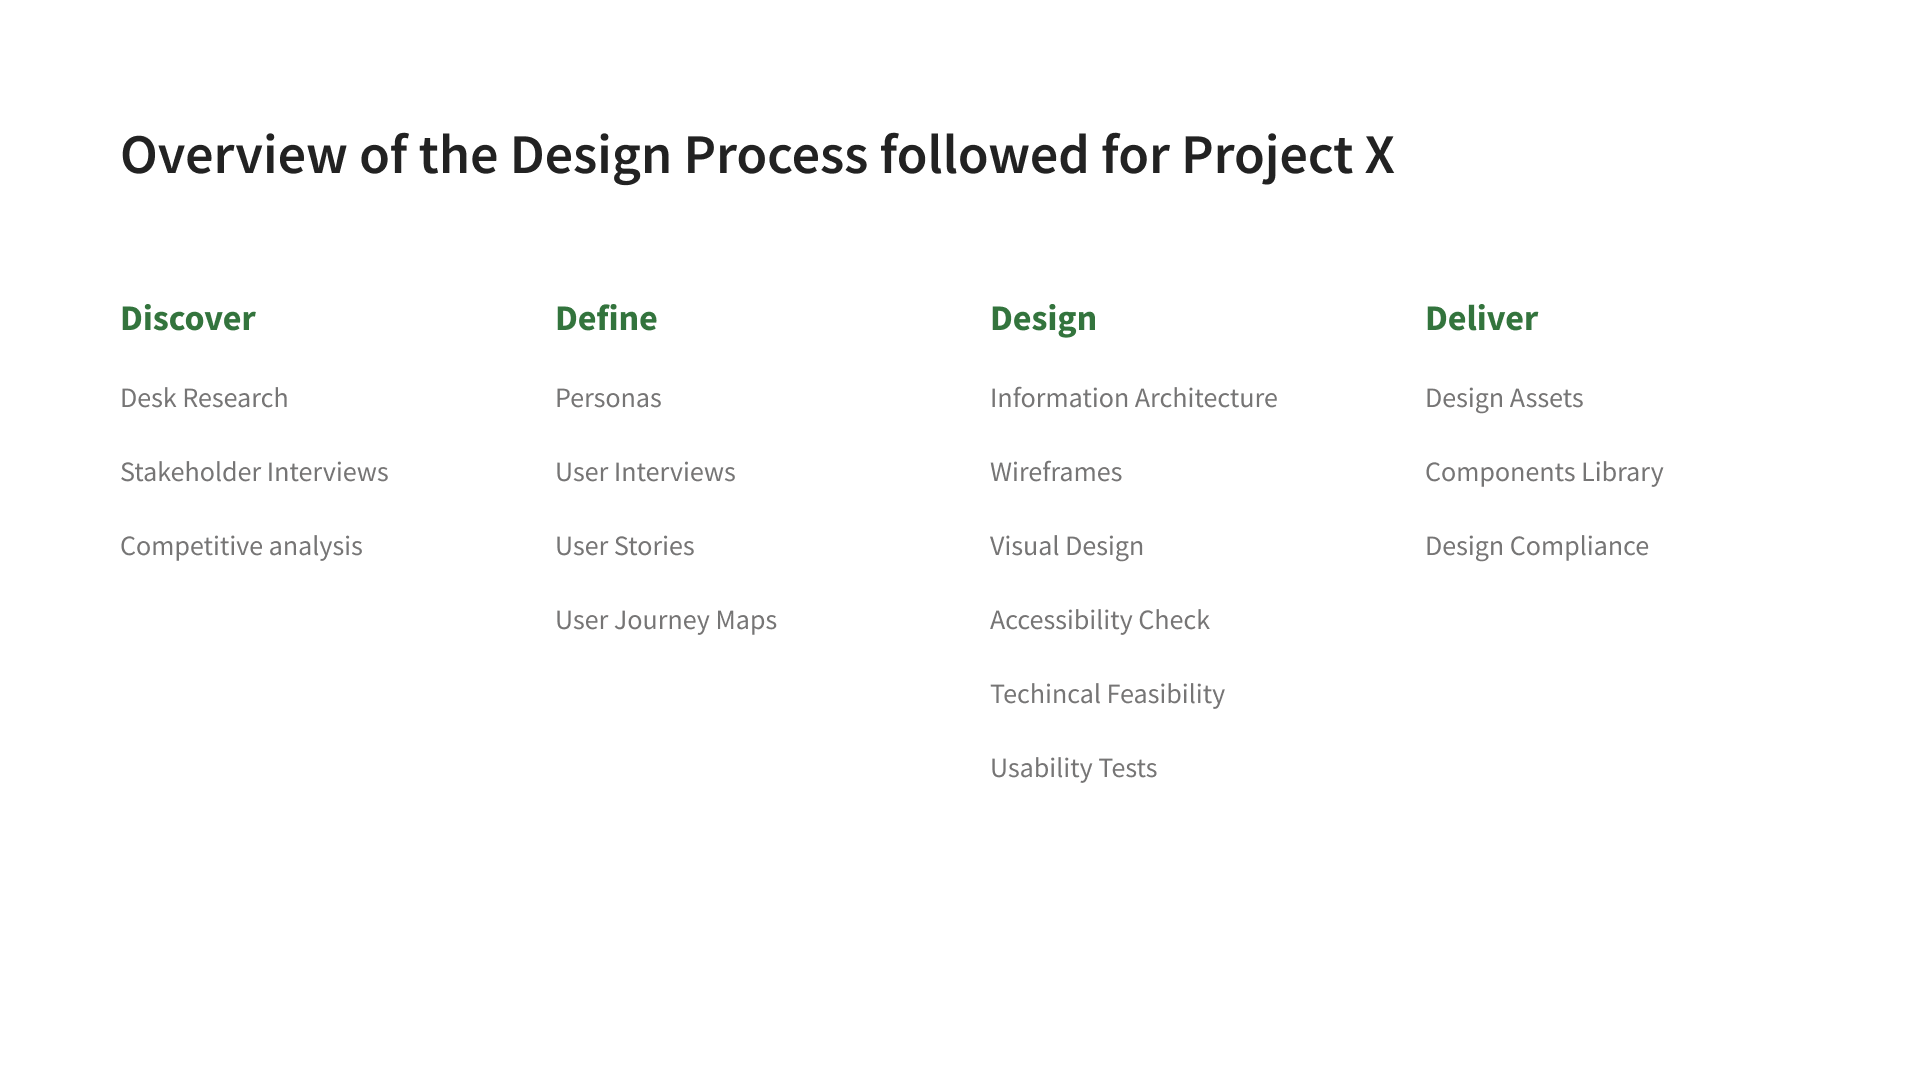 Overview of the Design Process followed for Project X
Discover
Desk Research
Stakeholder Interviews
Competitive analysis
Define
Personas
User Interviews
User Stories
User Journey Maps
Design
Information Architecture
Wireframes
Visual Design
Accessibility Check
Techincal Feasibility
Usability Tests
Deliver
Design Assets
Components Library
Design Compliance